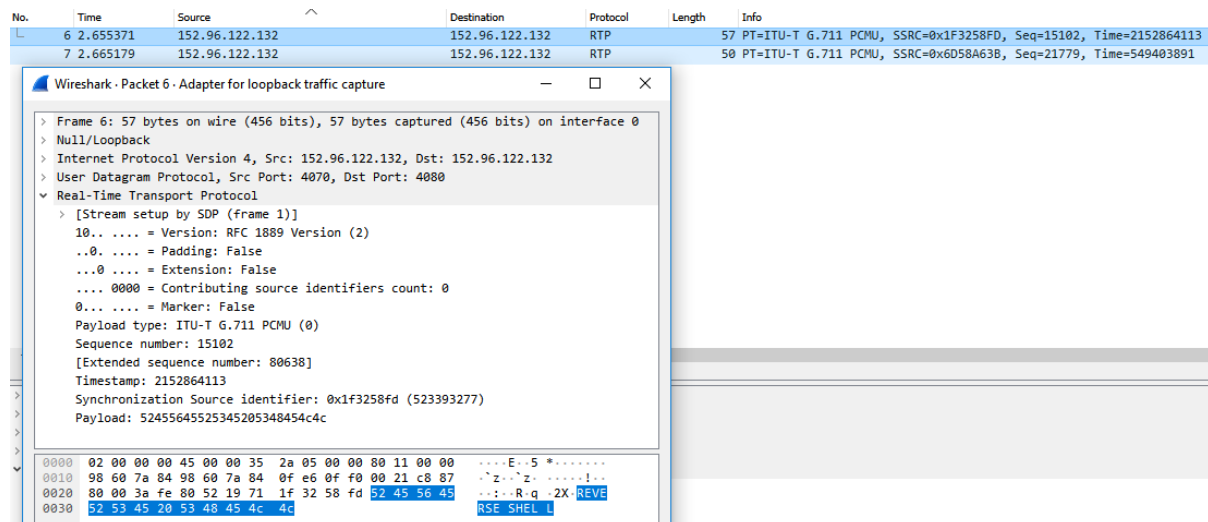 No. Time Source Destination Protocol Length Info
6 2.655371 152.96.122.132 152.96.122.132 RTP 57 PT=ITU-T G.711 PCMU, SSRC=0x1F3258FD, Seq=15102, Time=2152864113
7 2.665179 152.96.122.132 152.96.122.132 RTP 50 PT=ITU-T G.711 PCMU, SSRC=0x6D58A63B, Seq=21779, Time=549403891
Wireshark · Packet 6 · Adapter for loopback traffic capture
Frame 6: 57 bytes on wire (456 bits), 57 bytes captured (456 bits) on interface 0
Null/Loopback
Internet Protocol Version 4, Src: 152.96.122.132, Dst: 152.96.122.132
User Datagram Protocol, Src Port: 4070, Dst Port: 4080
Real-Time Transport Protocol
[Stream setup by SDP (frame 1)]
10.. .... = Version: RFC 1889 Version (2)
..0. .... = Padding: False
...0 .... = Extension: False
.... 0000 = Contributing source identifiers count: 0
0... .... = Marker: False
Payload type: ITU-T G.711 PCMU (0)
Sequence number: 15102
[Extended sequence number: 80638]
Timestamp: 2152864113
Synchronization Source identifier: 0x1f3258fd (523393277)
Payload: 52455645525345205348454c4c
0000 02 00 00 00 45 00 00 35 2a 05 00 00 80 11 00 00 ····E··5 *·······
0010 98 60 7a 84 98 60 7a 84 0f e6 0f f0 00 21 c8 87 ·`z··`z· ·····!··
0020 80 00 3a fe 80 52 19 71 1f 32 58 fd 52 45 56 45 ··:··R·q ·2X·REVE
0030 52 53 45 20 53 48 45 4c 4c RSE SHEL L